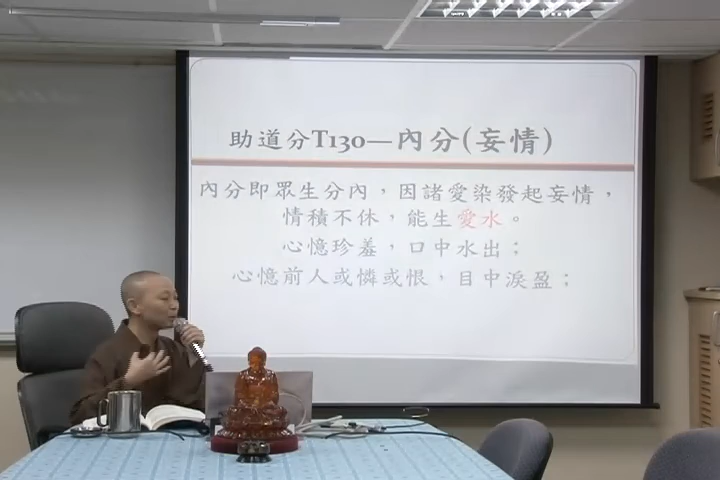 助道分T130—內分(妄情)
內分即眾生分內，因諸愛染發起妄情，
情積不休，能生愛水。
心憶珍羞，口中水出；
心憶前人或憐或恨，目中淚盈；